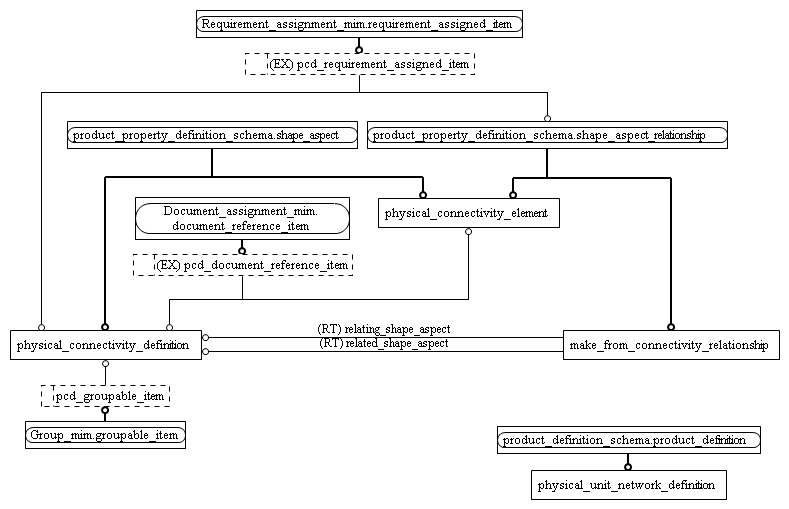 Requirement_assignment_mim.requirement_assigned_item
(EX) pcd_requirement_assigned_item
product_property_definition_schema.shape_aspect
product_property_definition_schema.shape_aspect_relationship
Document_assignment_mim.
document_reference_item
physical_connectivity_element
(EX) pcd_document_reference_item
(RT) relating_shape_aspect
physical_connectivity_definition
(RT) related_shape_aspect
make_from_connectivity_relationship
pcd_groupable_item
Group_mim.groupable_item
product_definition_schema.product_definition
physical_unit_network_definition